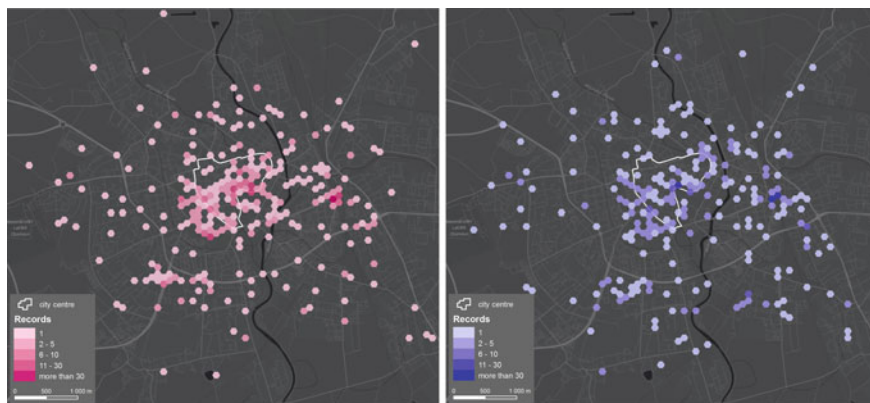 city centre
Records
1
2 - 5
6 - 10
11 - 30
more than 30
0 500 1 000 m
city centre
Records
1
2 - 5
6 - 10
11 - 30
more than 30
0 500 1 000 m